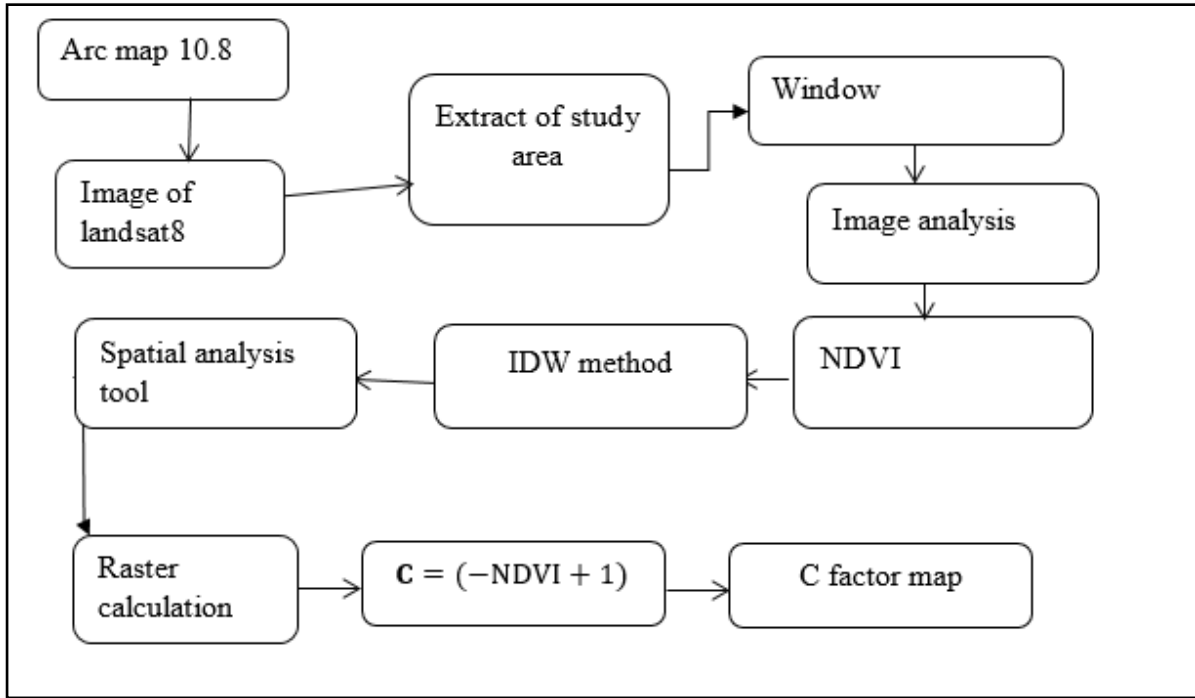 Arc map 10.8
Image of
landsat8
Extract of study
area
Window
Image analysis
NDVI
IDW method
Spatial analysis
tool
Raster
calculation
C = (−NDVI + 1)
C factor map